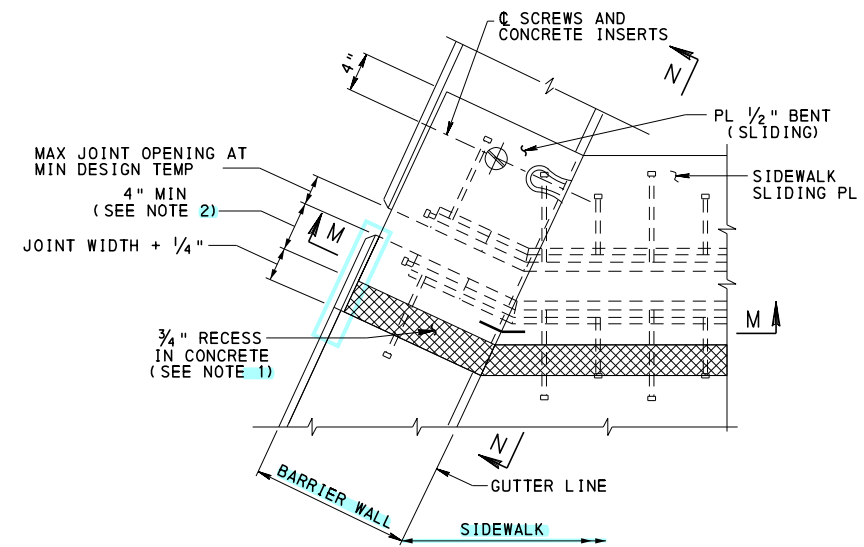 ℄ SCREWS AND
CONCRETE INSERTS
4"
N
PL 1/2" BENT
(SLIDING)
MAX JOINT OPENING AT
MIN DESIGN TEMP
SIDEWALK
SLIDING PL
4" MIN
(SEE NOTE 2)
M
JOINT WIDTH + 1/4"
M
3/4" RECESS
IN CONCRETE
(SEE NOTE 1)
N
GUTTER LINE
BARRIER WALL
SIDEWALK